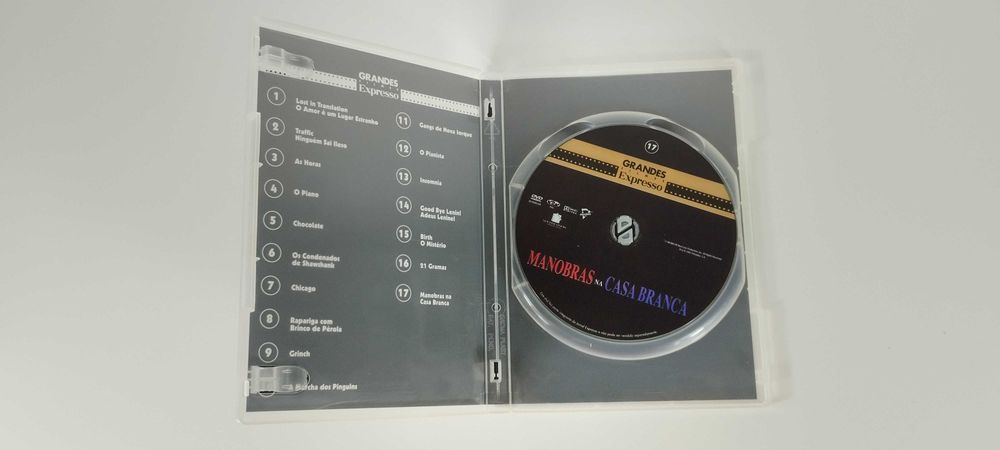 GRANDES
FILMES
Expresso
1
Lost in Translation
O Amor é um Lugar Estranho
2
Traffic
Ninguém Sai Ileso
3
As Horas
4
O Piano
5
Chocolate
6
Os Condenados
de Shawshank
7
Chicago
8
Rapariga com
Brinco de Pérola
9
Grinch
A Marcha dos Pinguins
11
Gangs de Nova Iorque
12
O Pianista
13
Insomnia
14
Good Bye Lenin!
Adeus Lenine!
15
Birth
O Mistério
16
21 Gramas
17
Manobras na
Casa Branca
17
GRANDES
FILMES
Expresso
DVD
MANOBRAS NA CASA BRANCA